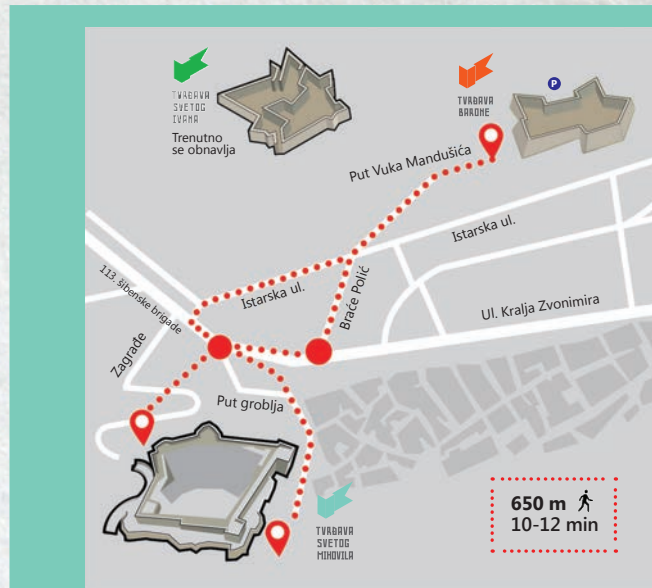 TVRĐAVA
SVETOG
IVANA
Trenutno
se obnavlja
P
TVRĐAVA
BARONE
Put Vuka Mandušića
Istarska ul.
113. šibenske brigade
Istarska ul.
Braće Polić
Ul. Kralja Zvonimira
Zagrađe
Put groblja
TVRĐAVA
SVETOG
MIHOVILA
650 m
10-12 min